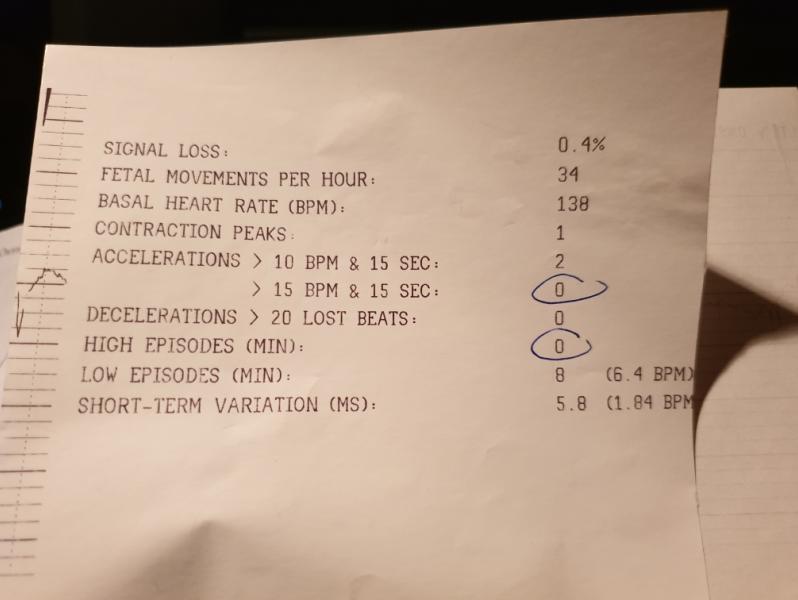 SIGNAL LOSS: 0.4%
FETAL MOVEMENTS PER HOUR: 34
BASAL HEART RATE (BPM): 138
CONTRACTION PEAKS: 1
ACCELERATIONS > 10 BPM & 15 SEC: 2
> 15 BPM & 15 SEC: 0
DECELERATIONS > 20 LOST BEATS: 0
HIGH EPISODES (MIN): 0
LOW EPISODES (MIN): 8 (6.4 BPM)
SHORT-TERM VARIATION (MS): 5.8 (1.84 BPM